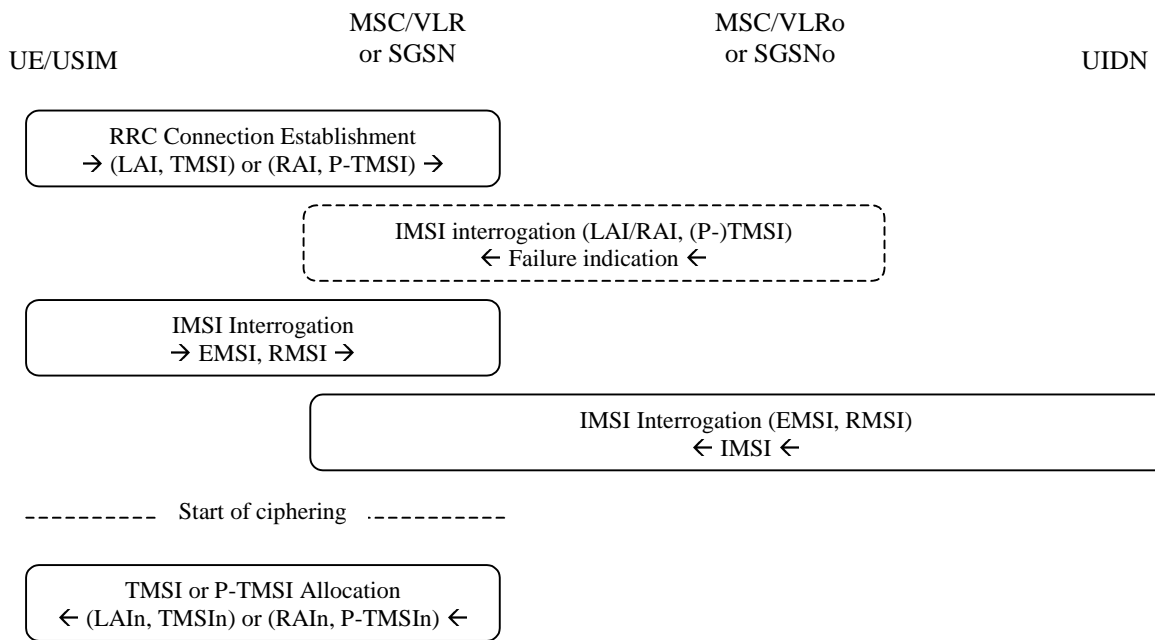 MSC/VLR
or SGSN
MSC/VLRo
or SGSNo
UE/USIM
UIDN
RRC Connection Establishment
→ (LAI, TMSI) or (RAI, P-TMSI) →
IMSI interrogation (LAI/RAI, (P-)TMSI)
← Failure indication ←
IMSI Interrogation
→ EMSI, RMSI →
IMSI Interrogation (EMSI, RMSI)
← IMSI ←
Start of ciphering
TMSI or P-TMSI Allocation
← (LAIn, TMSIn) or (RAIn, P-TMSIn) ←